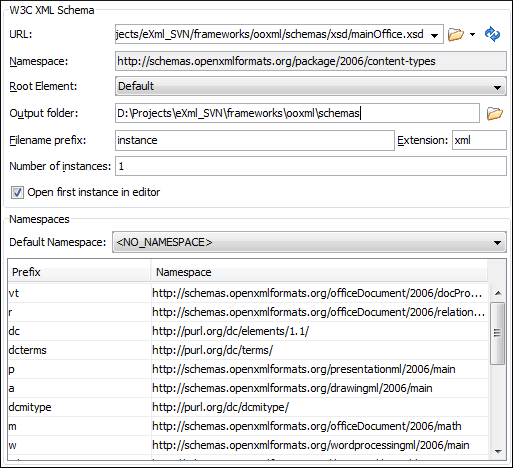 W3C XML Schema
URL: jects/eXml_SVN/frameworks/ooxml/schemas/xsd/mainOffice.xsd
Namespace: http://schemas.openxmlformats.org/package/2006/content-types
Root Element: Default
Output folder: D:\Projects\eXml_SVN\frameworks\ooxml\schemas
Filename prefix: instance Extension: xml
Number of instances: 1
Open first instance in editor
Namespaces
Default Namespace: <NO_NAMESPACE>
Prefix Namespace
vt http://schemas.openxmlformats.org/officeDocument/2006/docPro...
r http://schemas.openxmlformats.org/officeDocument/2006/relation...
dc http://purl.org/dc/elements/1.1/
dcterms http://purl.org/dc/terms/
p http://schemas.openxmlformats.org/presentationml/2006/main
a http://schemas.openxmlformats.org/drawingml/2006/main
dcmitype http://purl.org/dc/dcmitype/
m http://schemas.openxmlformats.org/officeDocument/2006/math
w http://schemas.openxmlformats.org/wordprocessingml/2006/main